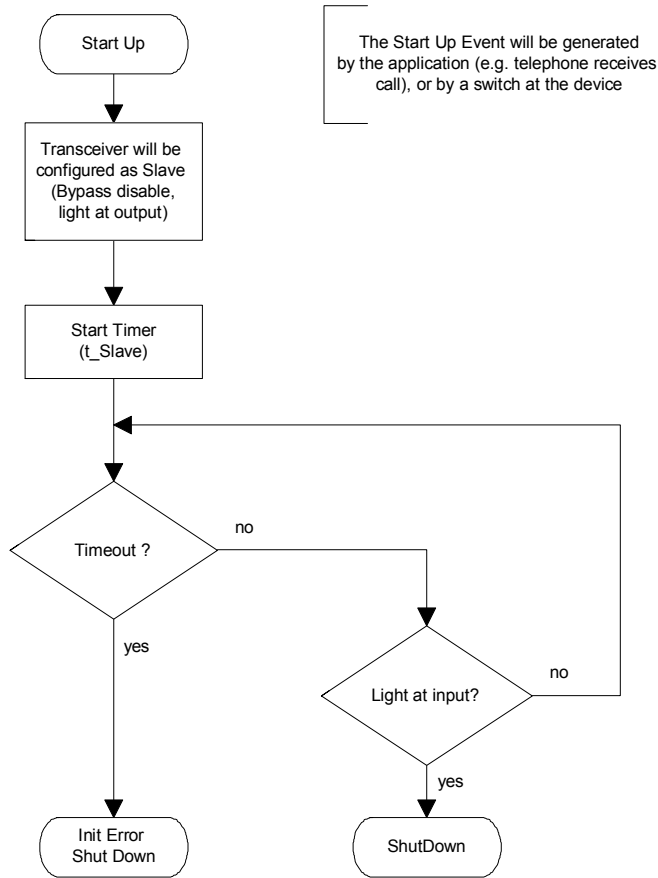 Start Up
The Start Up Event will be generated
by the application (e.g. telephone receives
call), or by a switch at the device
Transceiver will be
configured as Slave
(Bypass disable,
light at output)
Start Timer
(t_Slave)
Timeout ?
no
yes
Light at input?
no
yes
Init Error
Shut Down
ShutDown